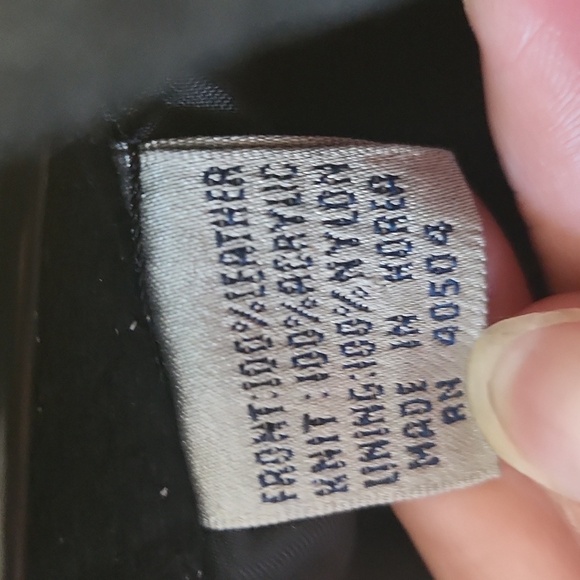 FRONT:100%LEATHER
KNIT:100%ACRYLIC
LINING:100%NYLON
MADE IN KOREA
RN 40504